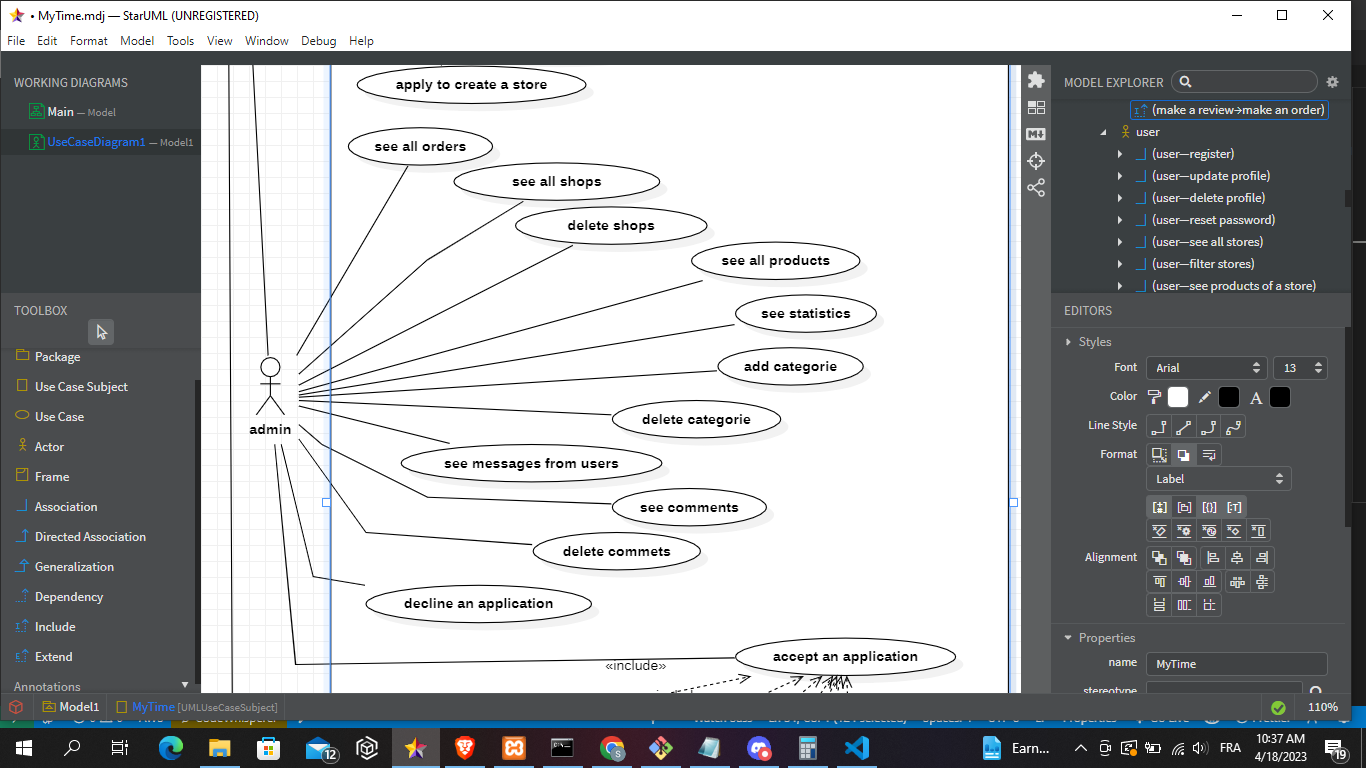 • MyTime.mdj — StarUML (UNREGISTERED)
File Edit Format Model Tools View Window Debug Help
WORKING DIAGRAMS
Main — Model
UseCaseDiagram1 — Model1
TOOLBOX
Package
Use Case Subject
Use Case
Actor
Frame
Association
Directed Association
Generalization
Dependency
Include
Extend
Annotations
apply to create a store
see all orders
see all shops
delete shops
see all products
see statistics
add categorie
delete categorie
admin
see messages from users
see comments
delete commets
decline an application
accept an application
«include»
MODEL EXPLORER
(make a review→make an order)
user
(user—register)
(user—update profile)
(user—delete profile)
(user—reset password)
(user—see all stores)
(user—filter stores)
(user—see products of a store)
EDITORS
Styles
Font Arial 13
Color A
Line Style
Format
Label
Alignment
Properties
name MyTime
stereotype
Model1 MyTime [UMLUseCaseSubject]
110%
12
Earn...
FRA
10:37 AM
4/18/2023
19